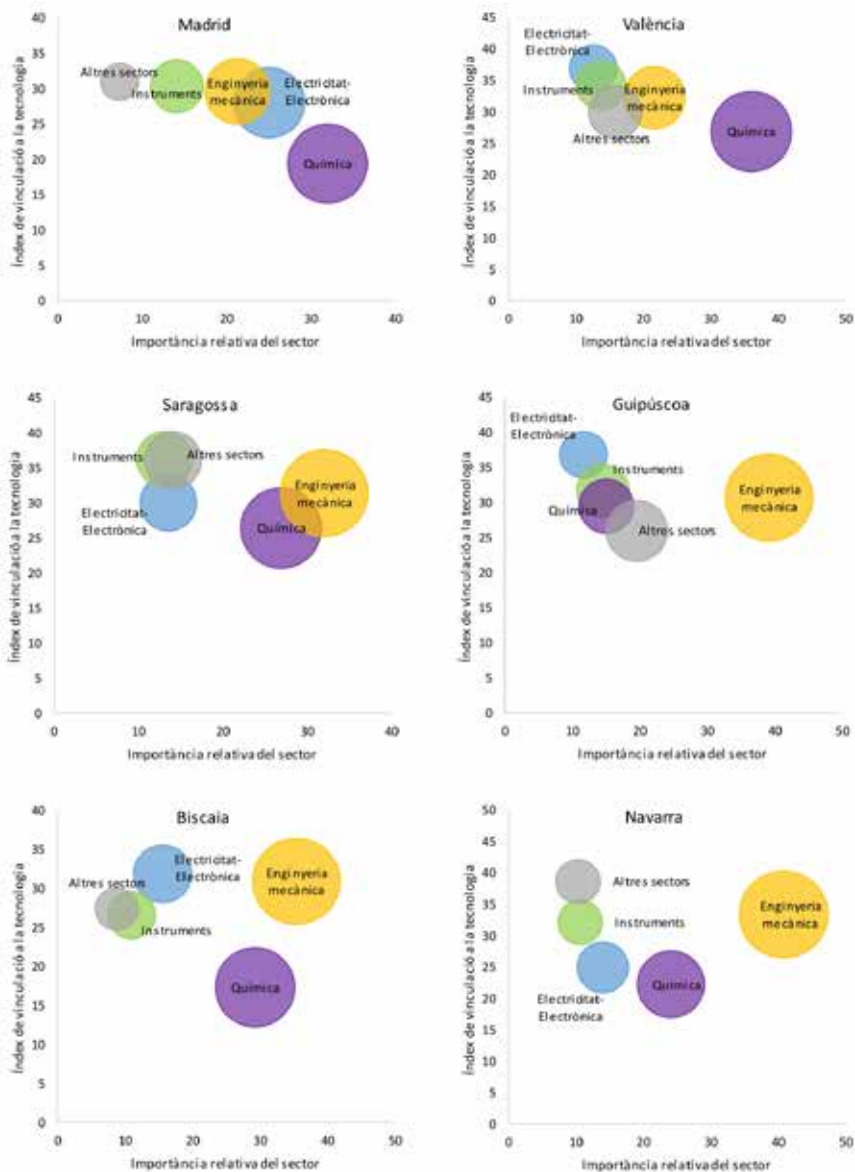 Madrid
Índex de vinculació a la tecnologia
40
35
30
25
20
15
10
5
0
Altres sectors
Instruments
Enginyeria
mecànica
Electricitat-
Electrònica
Química
0 10 20 30 40
Importància relativa del sector
València
Índex de vinculació a la tecnologia
45
40
35
30
25
20
15
10
5
0
Electricitat-
Electrònica
Instruments
Enginyeria
mecànica
Altres sectors
Química
0 10 20 30 40 50
Importància relativa del sector
Saragossa
Índex de vinculació a la tecnologia
45
40
35
30
25
20
15
10
5
0
Instruments
Altres sectors
Electricitat-
Electrònica
Química
Enginyeria
mecànica
0 10 20 30 40
Importància relativa del sector
Guipúscoa
Índex de vinculació a la tecnologia
45
40
35
30
25
20
15
10
5
0
Electricitat-
Electrònica
Instruments
Química
Altres sectors
Enginyeria
mecànica
0 10 20 30 40 50
Importància relativa del sector
Biscaia
Índex de vinculació a la tecnologia
40
35
30
25
20
15
10
5
0
Electricitat-
Electrònica
Altres sectors
Instruments
Enginyeria
mecànica
Química
0 10 20 30 40 50
Importància relativa del sector
Navarra
Índex de vinculació a la tecnologia
50
45
40
35
30
25
20
15
10
5
0
Altres sectors
Instruments
Electricitat-
Electrònica
Química
Enginyeria
mecànica
0 10 20 30 40 50
Importància relativa del sector